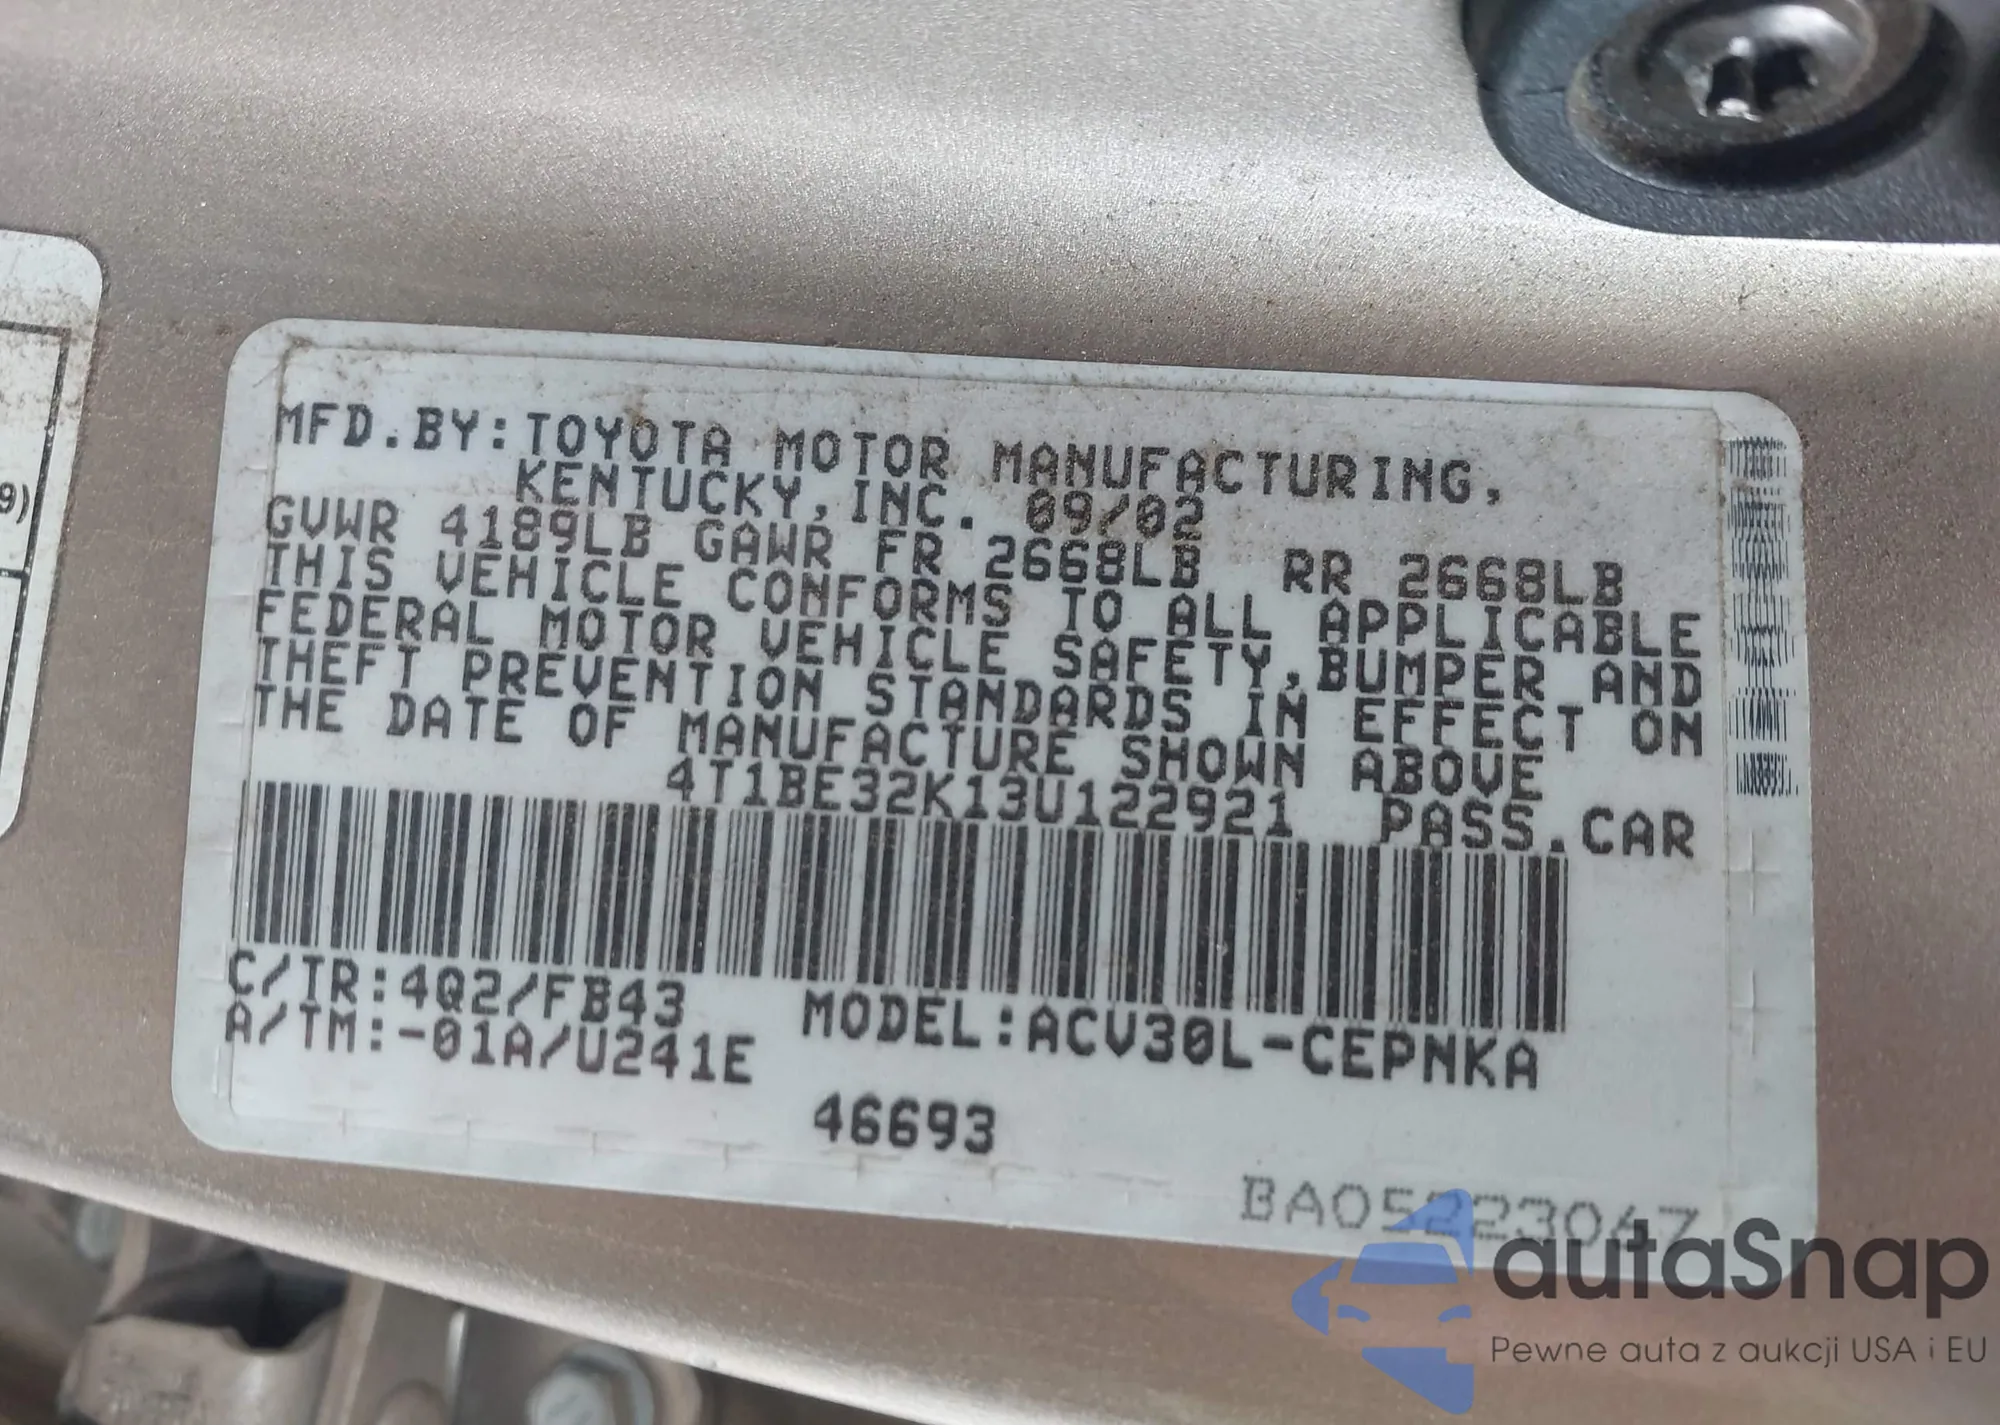 9)
MFD.BY:TOYOTA MOTOR MANUFACTURING,
KENTUCKY,INC. 09/02
GVWR 4189LB GAWR FR 2668LB RR 2668LB
THIS VEHICLE CONFORMS TO ALL APPLICABLE
FEDERAL MOTOR VEHICLE SAFETY,BUMPER AND
THEFT PREVENTION STANDARDS IN EFFECT ON
THE DATE OF MANUFACTURE SHOWN ABOVE
4T1BE32K13U122921 PASS.CAR
C/TR:4Q2/FB43 MODEL:ACV30L-CEPNKA
A/TM:-01A/U241E
46693
BA05223067
autaSnap
Pewne auta z aukcji USA i EU